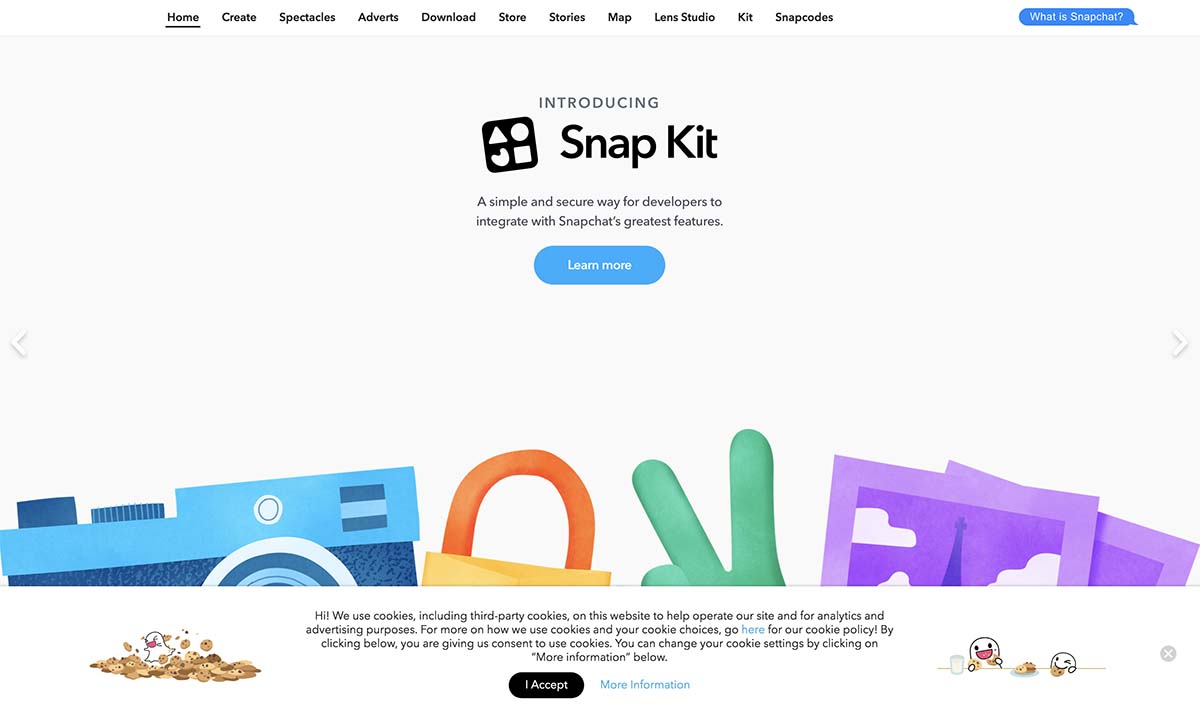 Home Create Spectacles Adverts Download Store Stories Map Lens Studio Kit Snapcodes What is Snapchat?
INTRODUCING
Snap Kit
A simple and secure way for developers to
integrate with Snapchat’s greatest features.
Learn more
Hi! We use cookies, including third-party cookies, on this website to help operate our site and for analytics and
advertising purposes. For more on how we use cookies and your cookie choices, go here for our cookie policy! By
clicking below, you are giving us consent to use cookies. You can change your cookie settings by clicking on
“More information” below.
I Accept More Information